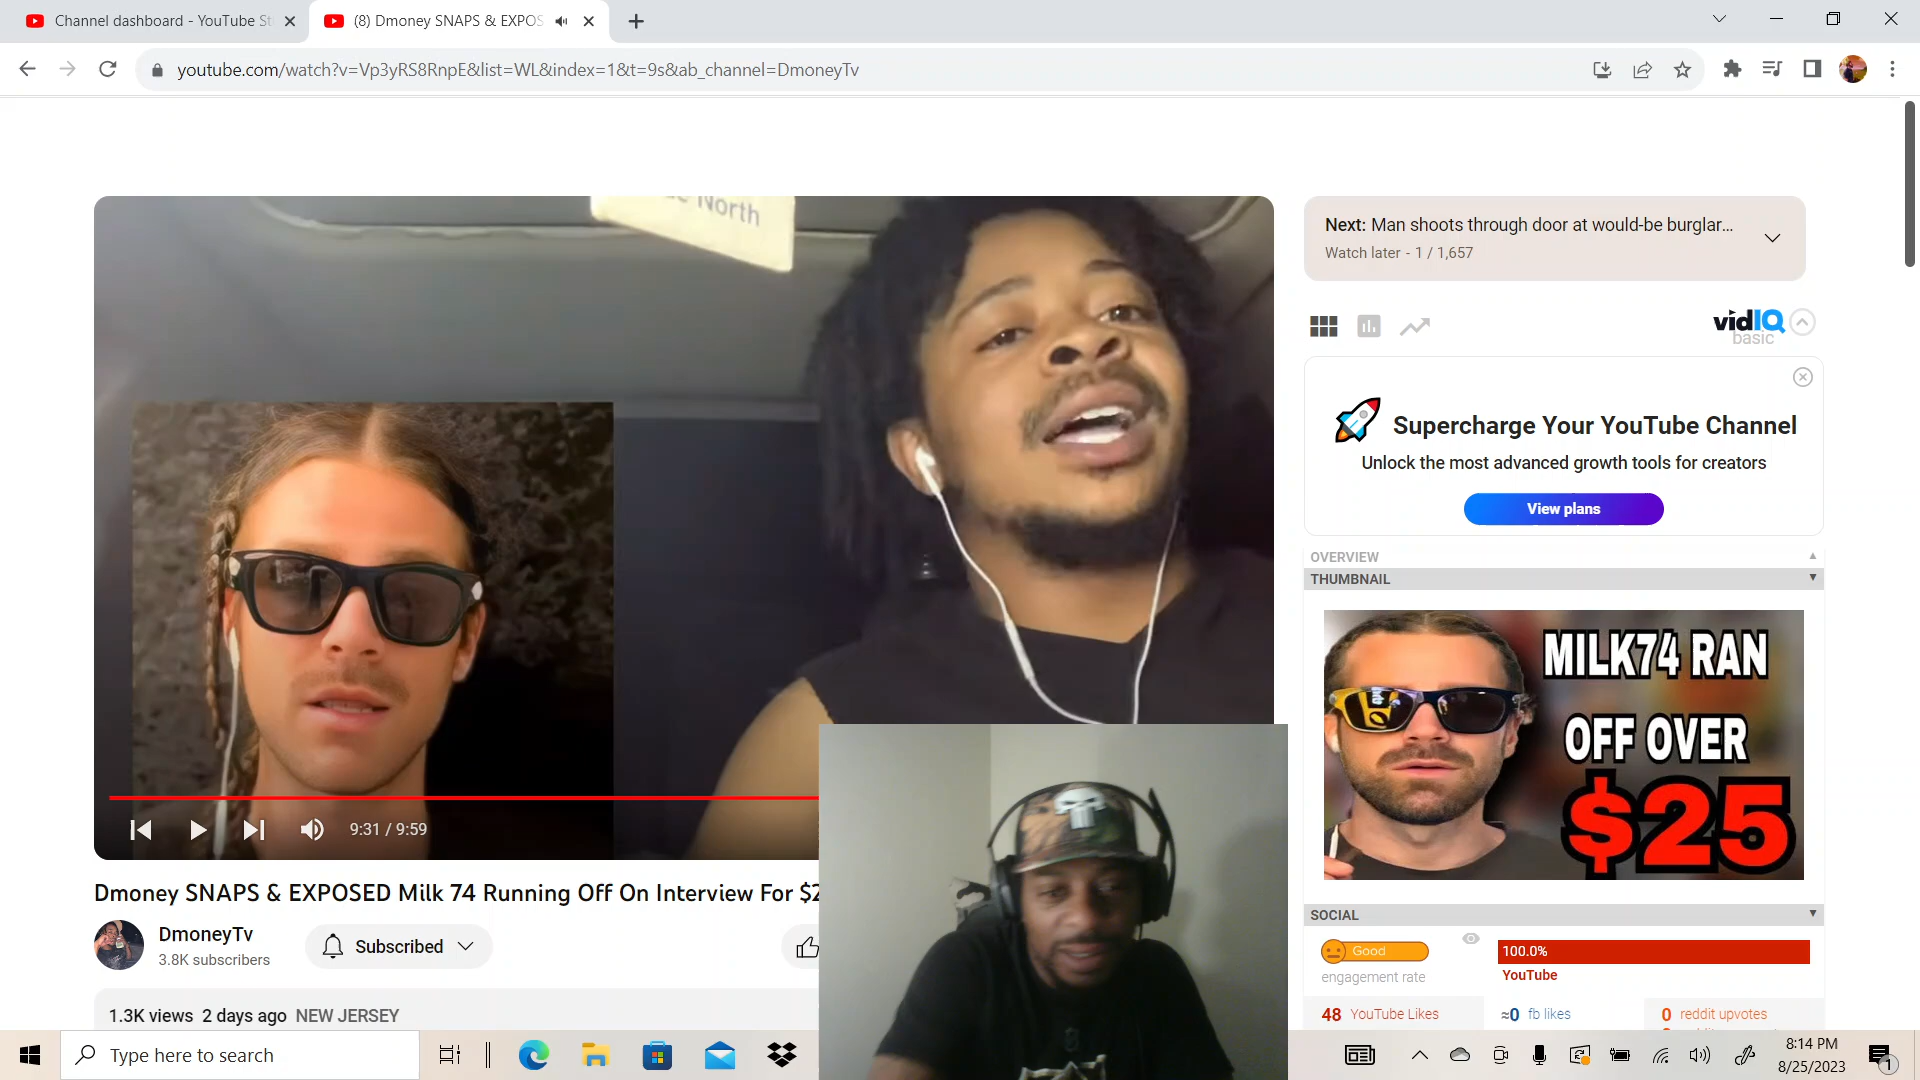 Channel dashboard - YouTube St
(8) Dmoney SNAPS & EXPOS
youtube.com/watch?v=Vp3yRS8RnpE&list=WL&index=1&t=9s&ab_channel=DmoneyTv
North
Next: Man shoots through door at would-be burglar...
Watch later - 1 / 1,657
vidIQ
basic
Supercharge Your YouTube Channel
Unlock the most advanced growth tools for creators
View plans
OVERVIEW
THUMBNAIL
MILK74 RAN
OFF OVER
$25
9:31 / 9:59
Dmoney SNAPS & EXPOSED Milk 74 Running Off On Interview For $2
DmoneyTv
3.8K subscribers
Subscribed
SOCIAL
Good
engagement rate
100.0%
YouTube
48 YouTube Likes
≈0 fb likes
0 reddit upvotes
1.3K views 2 days ago NEW JERSEY
Type here to search
8:14 PM
8/25/2023
1